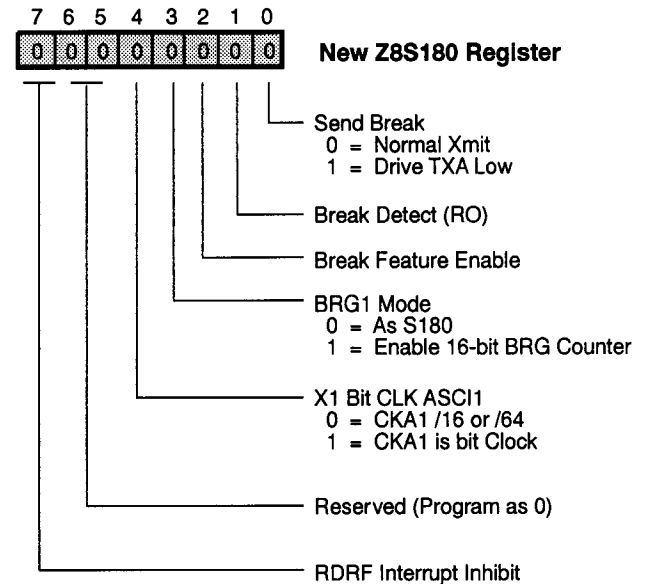 7 6 5 4 3 2 1 0
0 0 0 0 0 0 0 0
New Z8S180 Register
Send Break
0 = Normal Xmit
1 = Drive TXA Low
Break Detect (RO)
Break Feature Enable
BRG1 Mode
0 = As S180
1 = Enable 16-bit BRG Counter
X1 Bit CLK ASCI1
0 = CKA1 /16 or /64
1 = CKA1 is bit Clock
Reserved (Program as 0)
RDRF Interrupt Inhibit